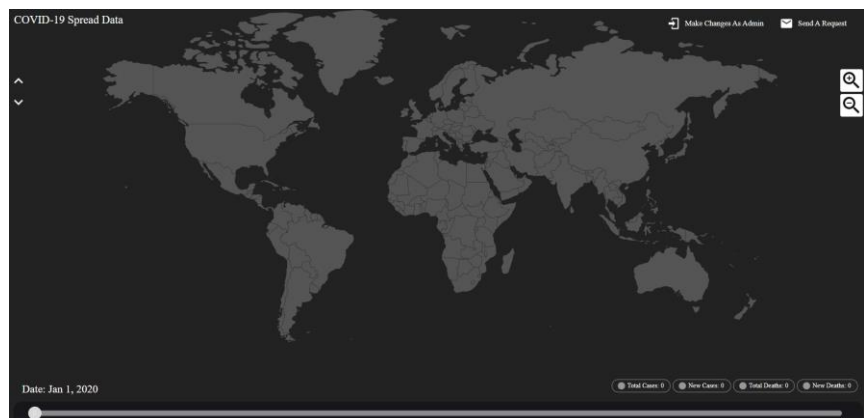 COVID-19 Spread Data
Make Changes As Admin
Send A Request
Date: Jan 1, 2020
Total Cases: 0
New Cases: 0
Total Deaths: 0
New Deaths: 0